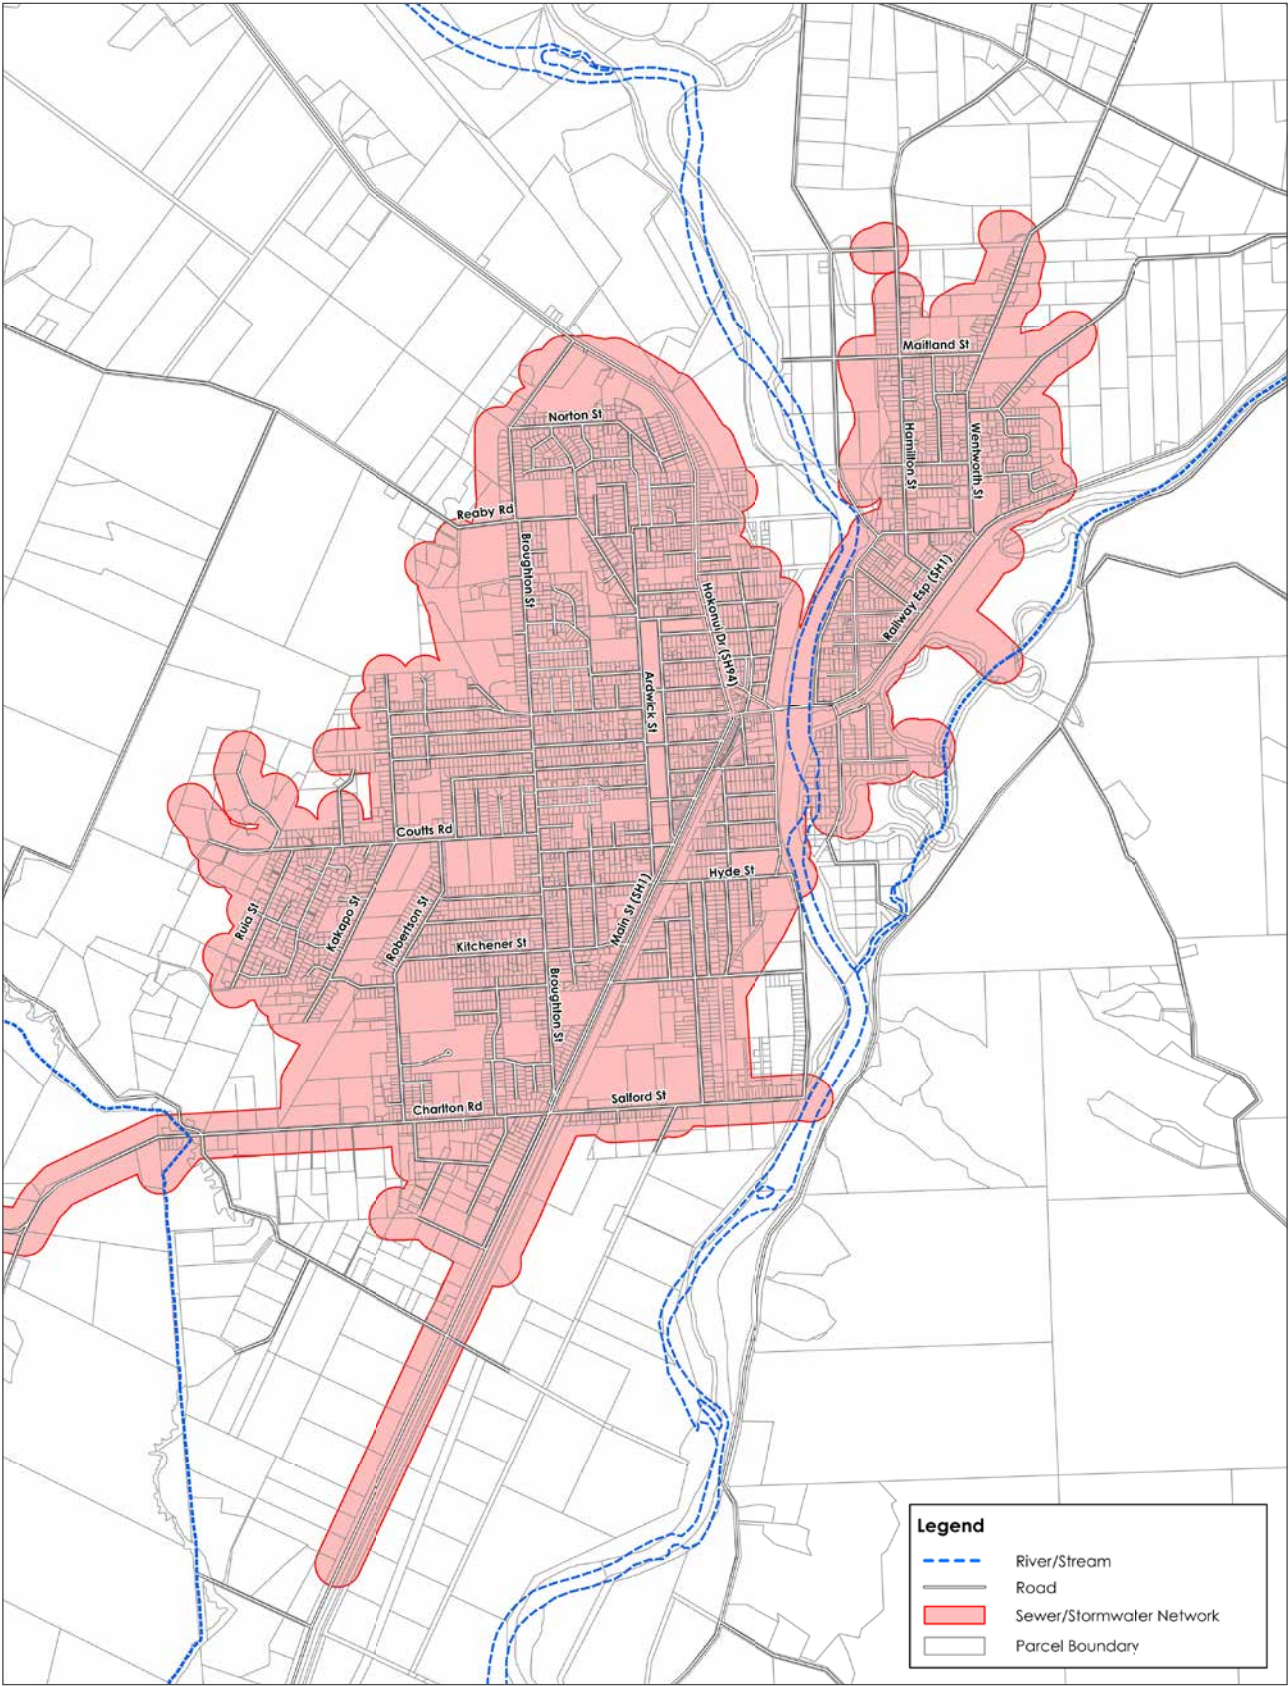 Maitland St
Norton St
Hamilton St
Wentworth St
Reaby Rd
Broughton St
Railway Esp (SH1)
Hokonui Dr (SH94)
Ardwick St
Coutts Rd
Hyde St
Main St (SH1)
Ruia St
Kakapo St
Robertson St
Kitchener St
Broughton St
Salford St
Charlton Rd
Legend
River/Stream
Road
Sewer/Stormwater Network
Parcel Boundary